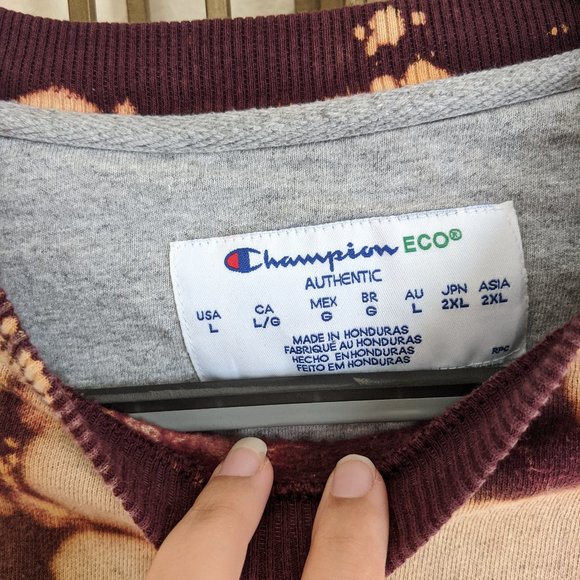 Champion ECO®
AUTHENTIC
USA CA MEX BR AU JPN ASIA
L L/G G G L 2XL 2XL
MADE IN HONDURAS
FABRIQUÉ AU HONDURAS
HECHO EN HONDURAS
FEITO EM HONDURAS
RPC